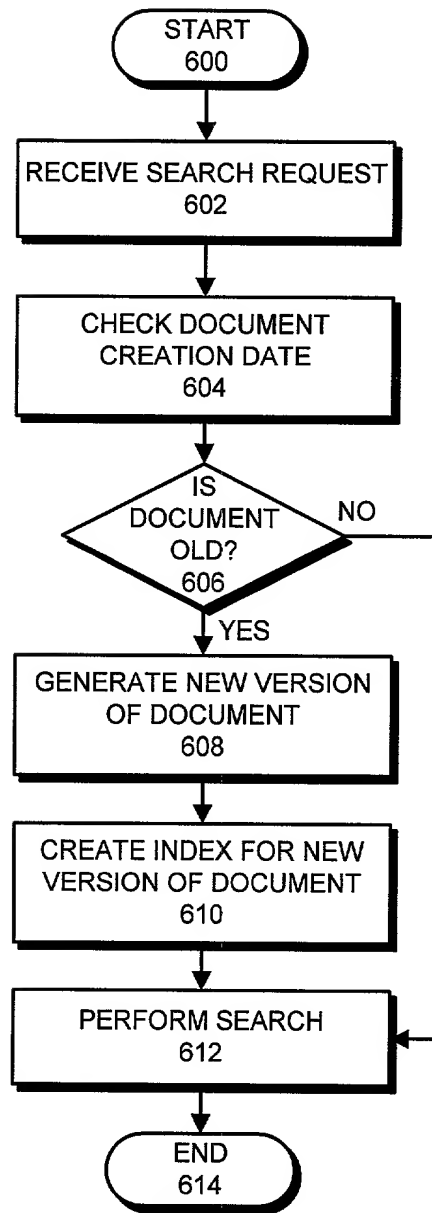 START
600
RECEIVE SEARCH REQUEST
602
CHECK DOCUMENT
CREATION DATE
604
IS
DOCUMENT
OLD?
606
NO
YES
GENERATE NEW VERSION
OF DOCUMENT
608
CREATE INDEX FOR NEW
VERSION OF DOCUMENT
610
PERFORM SEARCH
612
END
614